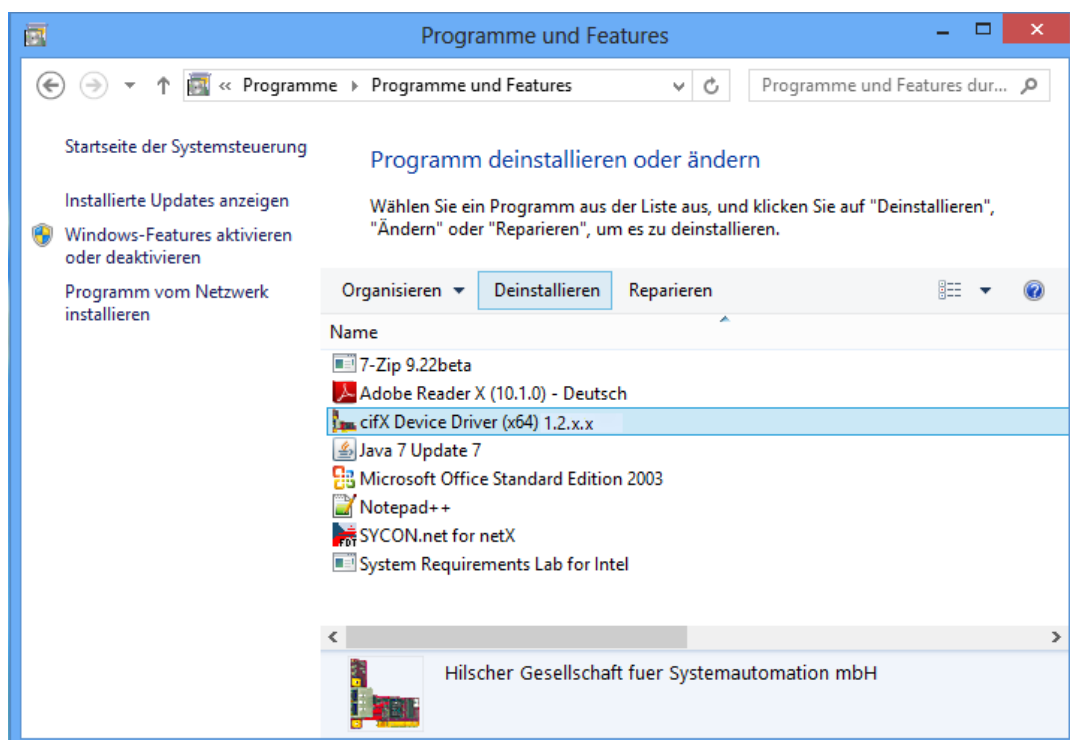 Programme und Features
« Programme Programme und Features
Programme und Features dur...
Startseite der Systemsteuerung
Installierte Updates anzeigen
Windows-Features aktivieren
oder deaktivieren
Programm vom Netzwerk
installieren
Programm deinstallieren oder ändern
Wählen Sie ein Programm aus der Liste aus, und klicken Sie auf "Deinstallieren",
"Ändern" oder "Reparieren", um es zu deinstallieren.
Organisieren Deinstallieren Reparieren
Name
7-Zip 9.22beta
Adobe Reader X (10.1.0) - Deutsch
cifX Device Driver (x64) 1.2.x.x
Java 7 Update 7
Microsoft Office Standard Edition 2003
Notepad++
FDT SYCON.net for netX
System Requirements Lab for Intel
Hilscher Gesellschaft fuer Systemautomation mbH